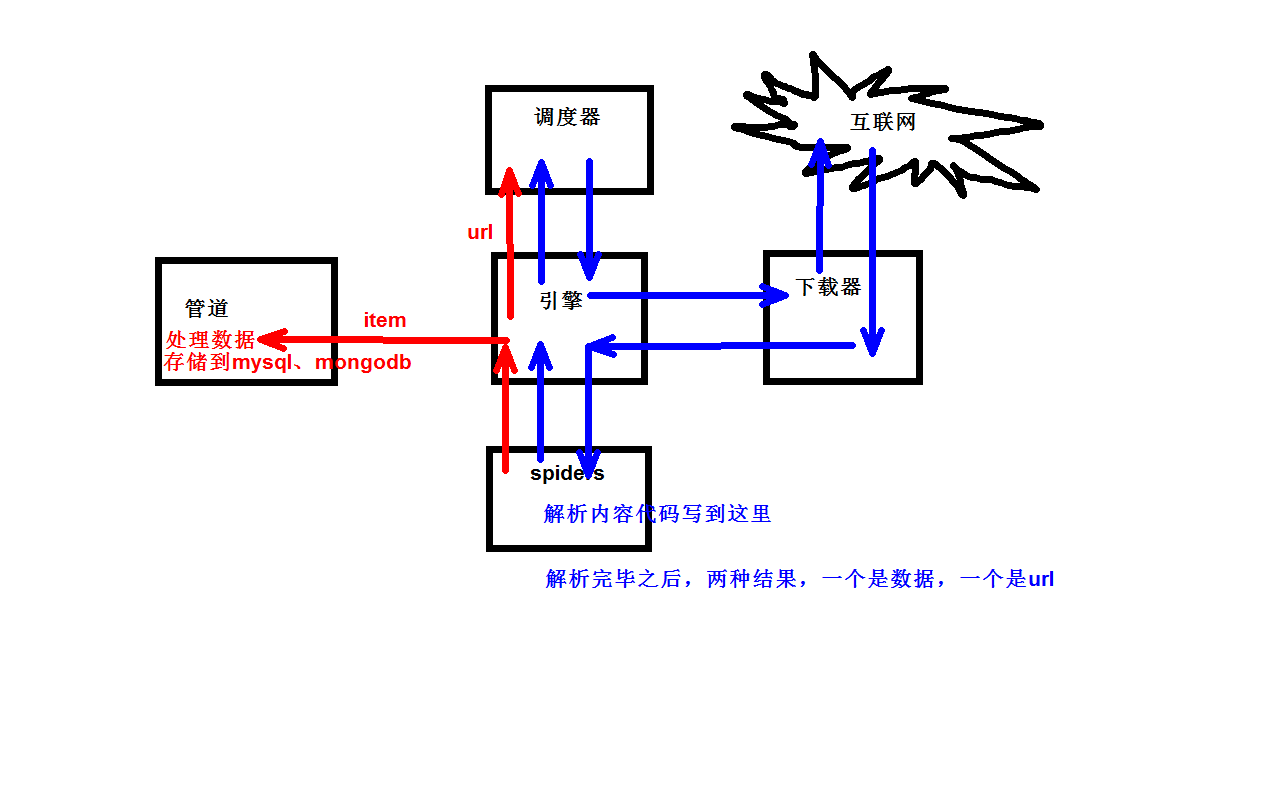 调度器
互联网
url
引擎
下载器
管道
处理数据
存储到mysql、mongodb
item
spiders
解析内容代码写到这里
解析完毕之后，两种结果，一个是数据，一个是url